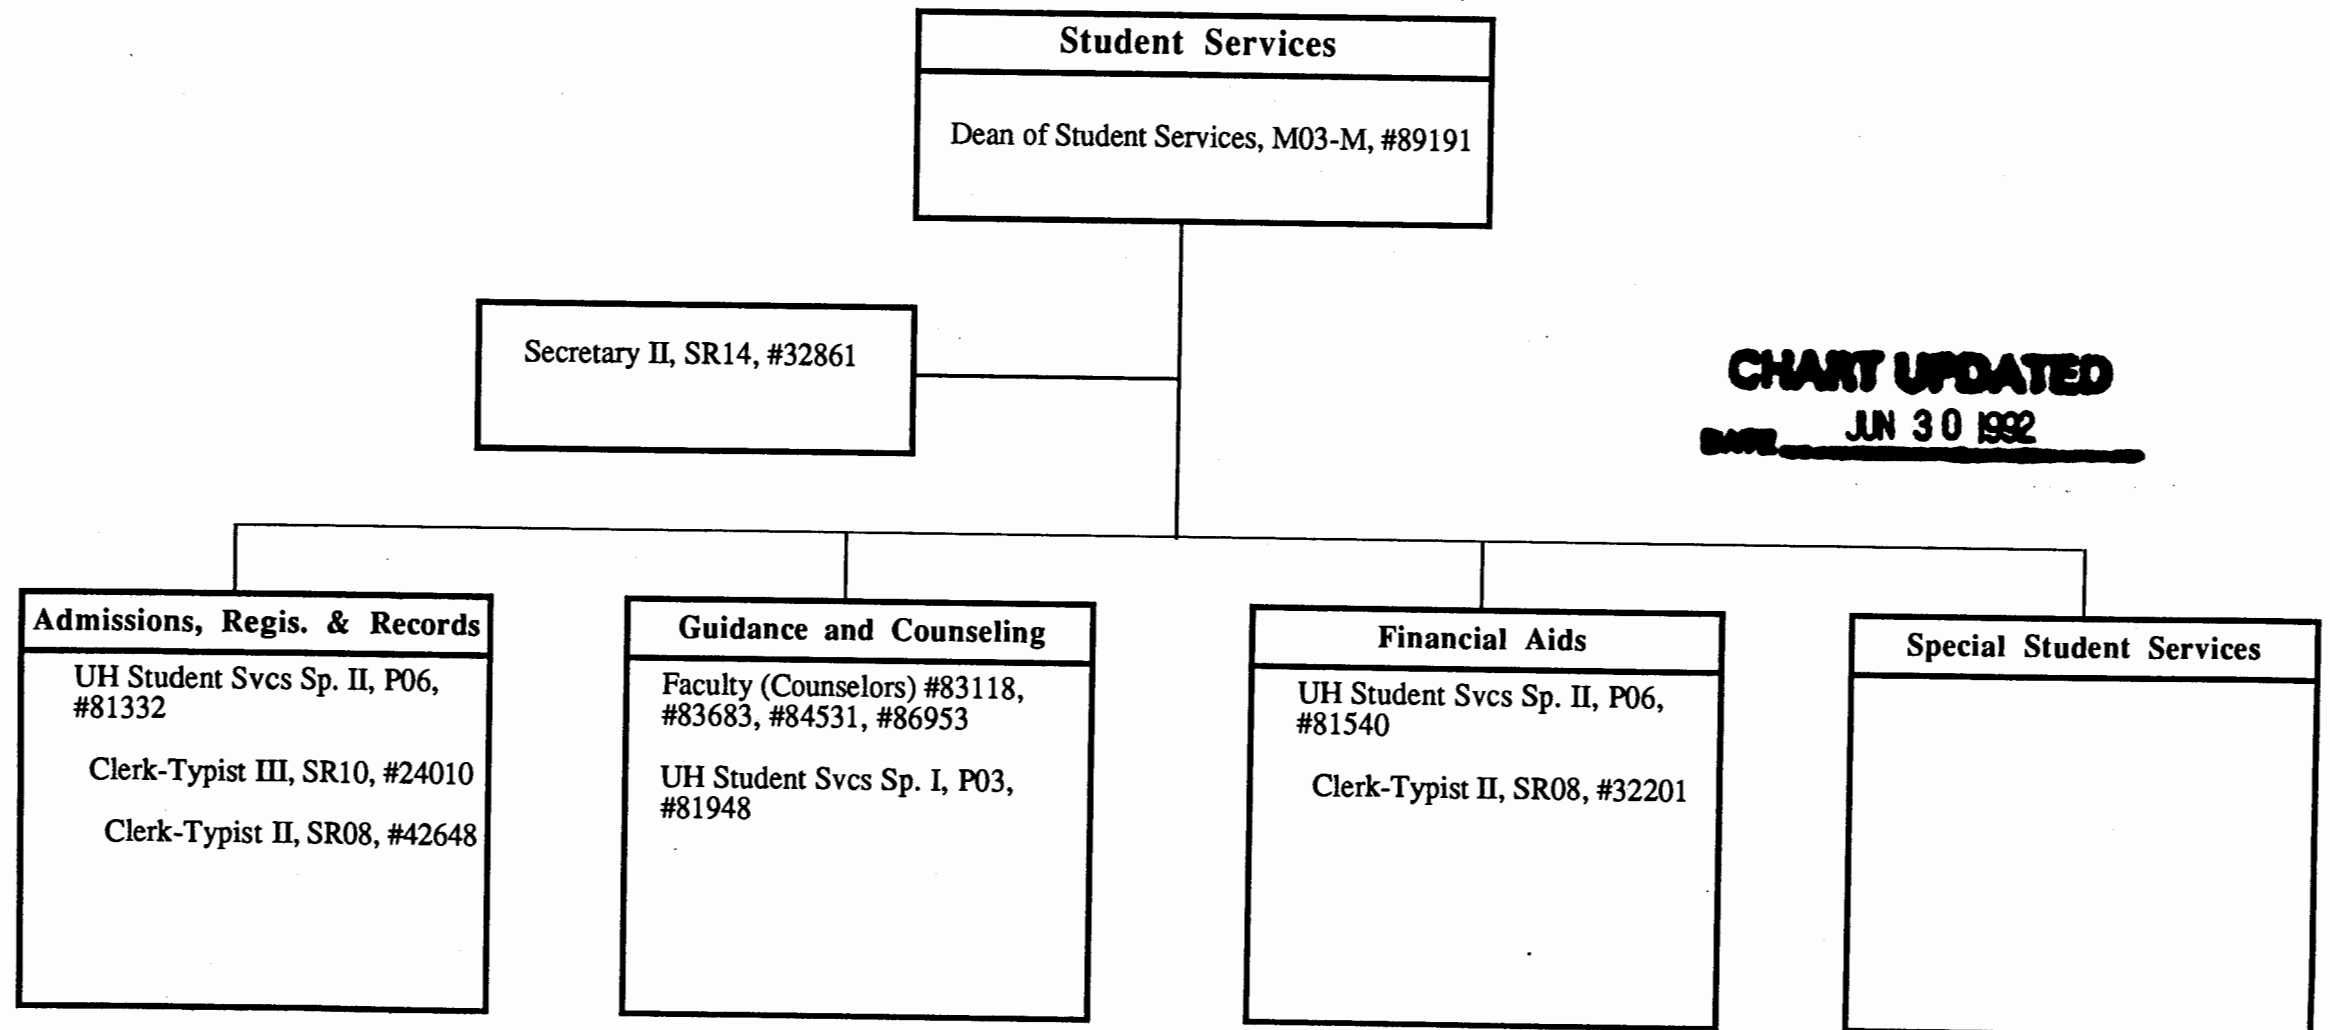 Student Services
Dean of Student Services, M03-M, #89191
Secretary II, SR14, #32861
CHART UPDATED
DATE JUN 30 1992
Admissions, Regis. & Records
UH Student Svcs Sp. II, P06,
#81332
Clerk-Typist III, SR10, #24010
Clerk-Typist II, SR08, #42648
Guidance and Counseling
Faculty (Counselors) #83118,
#83683, #84531, #86953
UH Student Svcs Sp. I, P03,
#81948
Financial Aids
UH Student Svcs Sp. II, P06,
#81540
Clerk-Typist II, SR08, #32201
Special Student Services